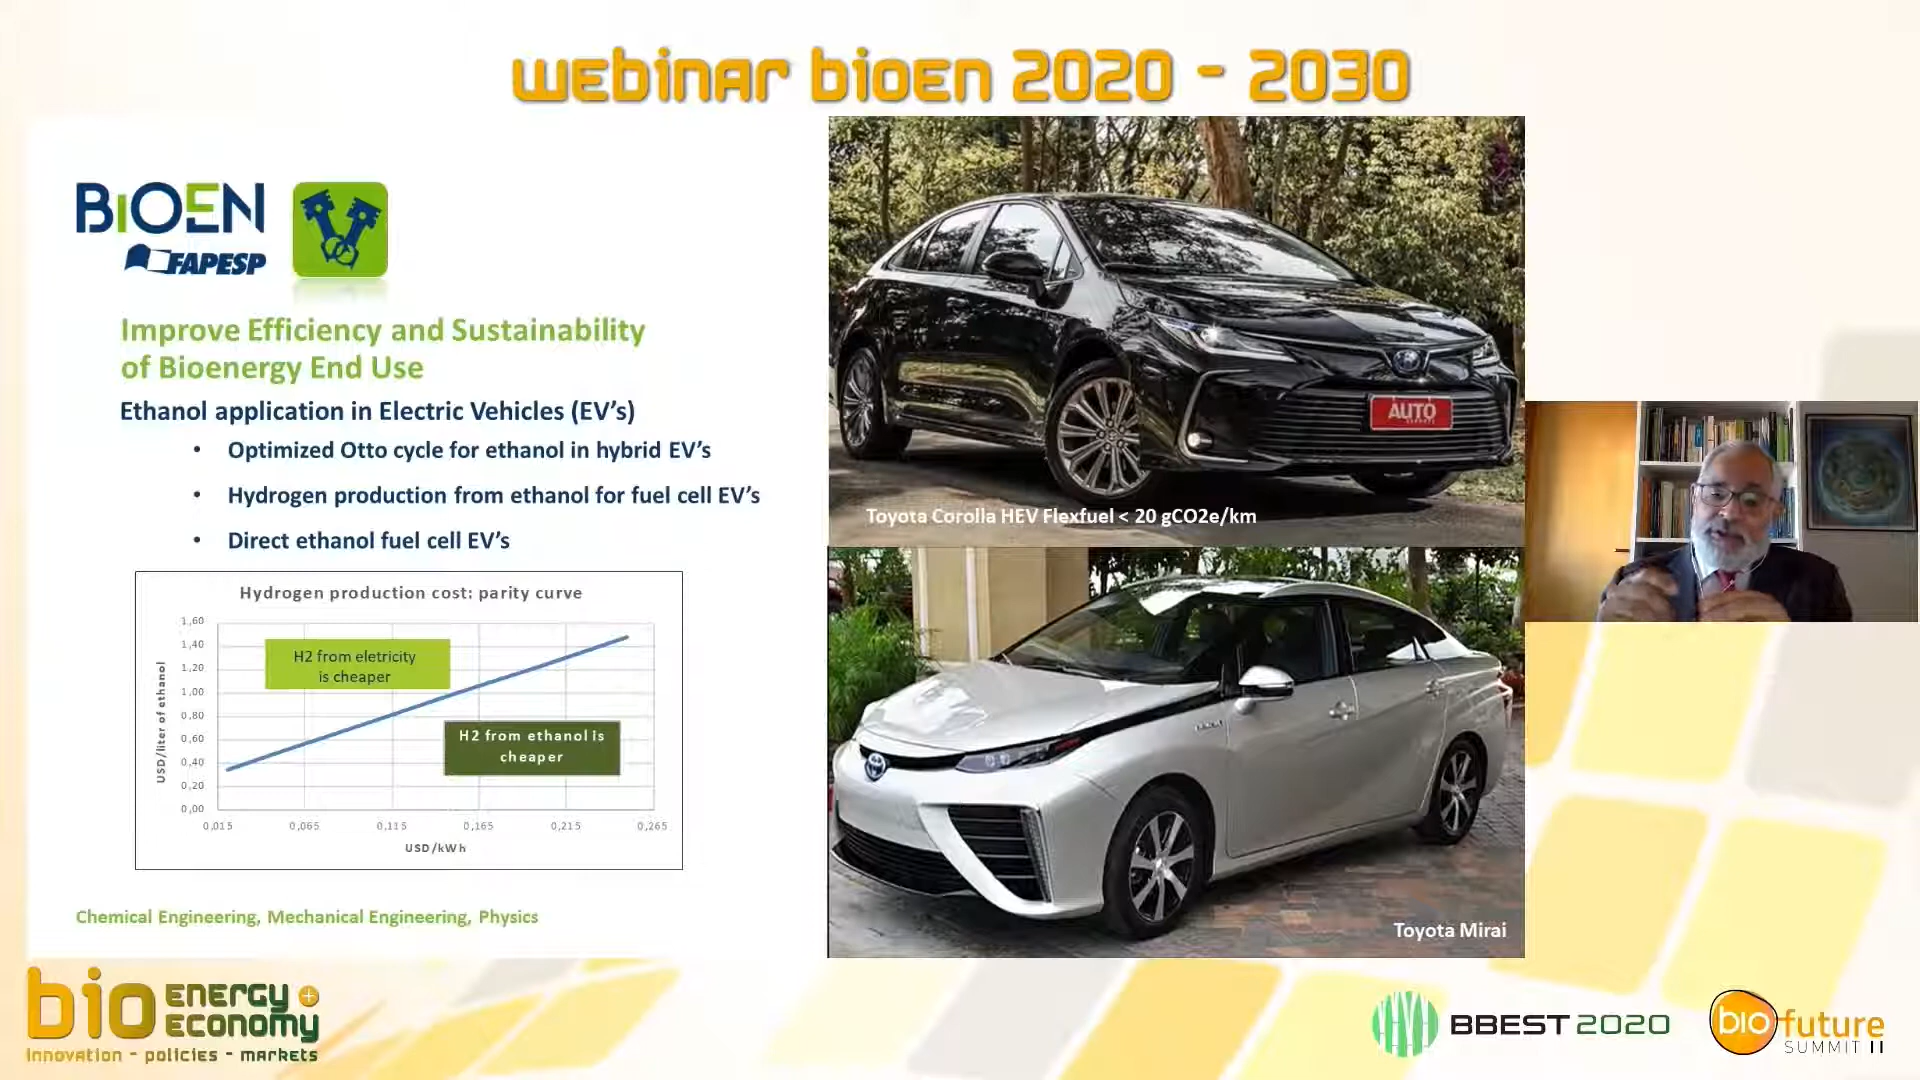 WEBINAR BIOEN 2020 - 2030
BIOEN
FAPESP
Improve Efficiency and Sustainability
of Bioenergy End Use
Ethanol application in Electric Vehicles (EV's)
• Optimized Otto cycle for ethanol in hybrid EV's
• Hydrogen production from ethanol for fuel cell EV's
• Direct ethanol fuel cell EV's
Hydrogen production cost: parity curve
USD/liter of ethanol
1,60
1,40
1,20
1,00
0,80
0,60
0,40
0,20
0,00
H2 from eletricity
is cheaper
H2 from ethanol is
cheaper
0,015 0,065 0,115 0,165 0,215 0,265
USD/kWh
Chemical Engineering, Mechanical Engineering, Physics
AUTO
Toyota Corolla HEV Flexfuel < 20 gCO2e/km
Toyota Mirai
bio ENERGY +
ECONOMY
innovation - policies - markets
BBEST 2020
bio future
SUMMIT II